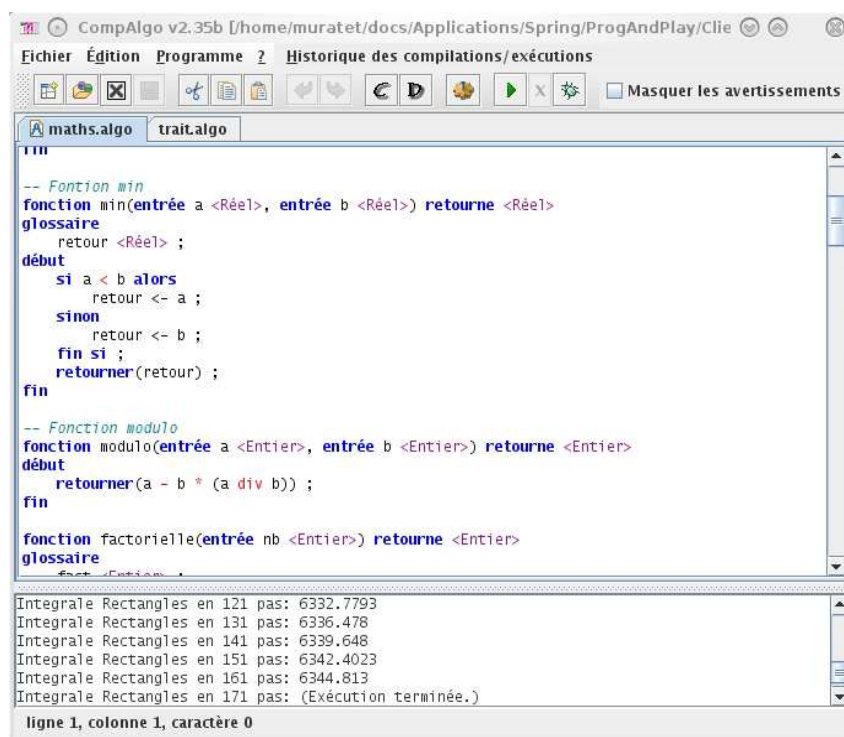 CompAlgo v2.35b [/home/muratet/docs/Applications/Spring/ProgAndPlay/Clie
Fichier Édition Programme ? Historique des compilations/exécutions
C D Masquer les avertissements
maths.algo trait.algo
fin
-- Fontion min
fonction min(entrée a <Réel>, entrée b <Réel>) retourne <Réel>
glossaire
retour <Réel> ;
début
si a < b alors
retour <- a ;
sinon
retour <- b ;
fin si ;
retourner(retour) ;
fin
-- Fonction modulo
fonction modulo(entrée a <Entier>, entrée b <Entier>) retourne <Entier>
début
retourner(a - b * (a div b)) ;
fin
fonction factorielle(entrée nb <Entier>) retourne <Entier>
glossaire
fact <Entier> ;
Integrale Rectangles en 121 pas: 6332.7793
Integrale Rectangles en 131 pas: 6336.478
Integrale Rectangles en 141 pas: 6339.648
Integrale Rectangles en 151 pas: 6342.4023
Integrale Rectangles en 161 pas: 6344.813
Integrale Rectangles en 171 pas: (Exécution terminée.)
ligne 1, colonne 1, caractère 0